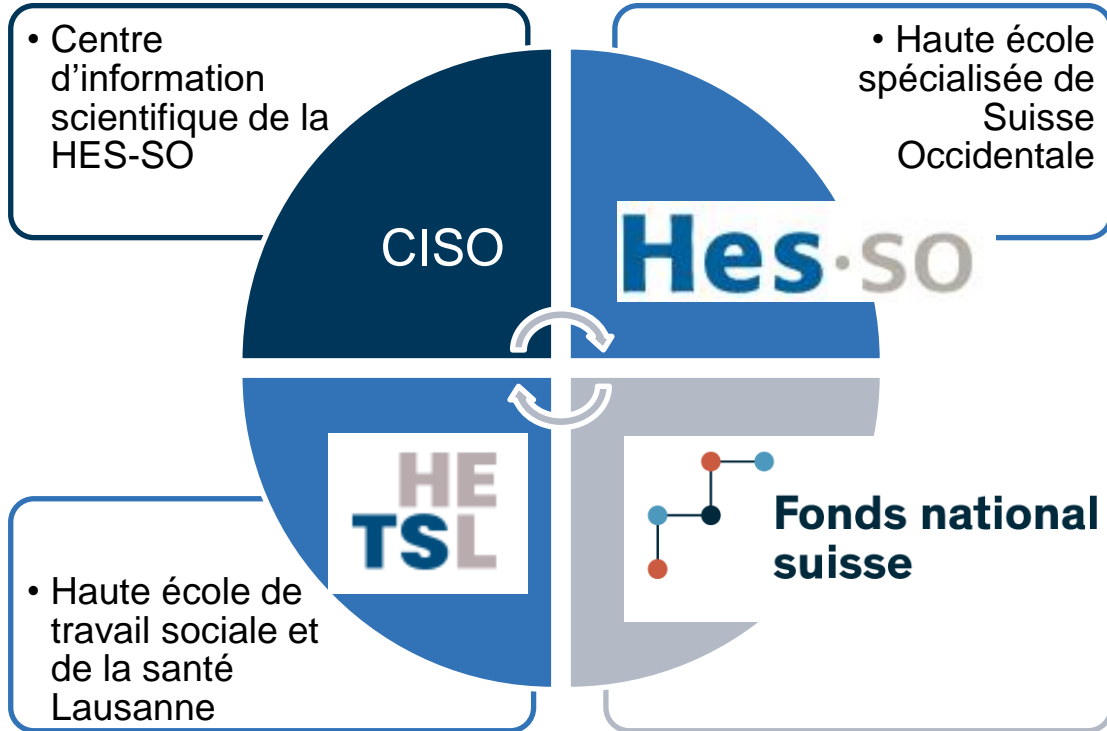 • Centre
d’information
scientifique de la
HES-SO
CISO
• Haute école
spécialisée de
Suisse
Occidentale
Hes·so
HE
TSL
• Haute école de
travail sociale et
de la santé
Lausanne
Fonds national
suisse